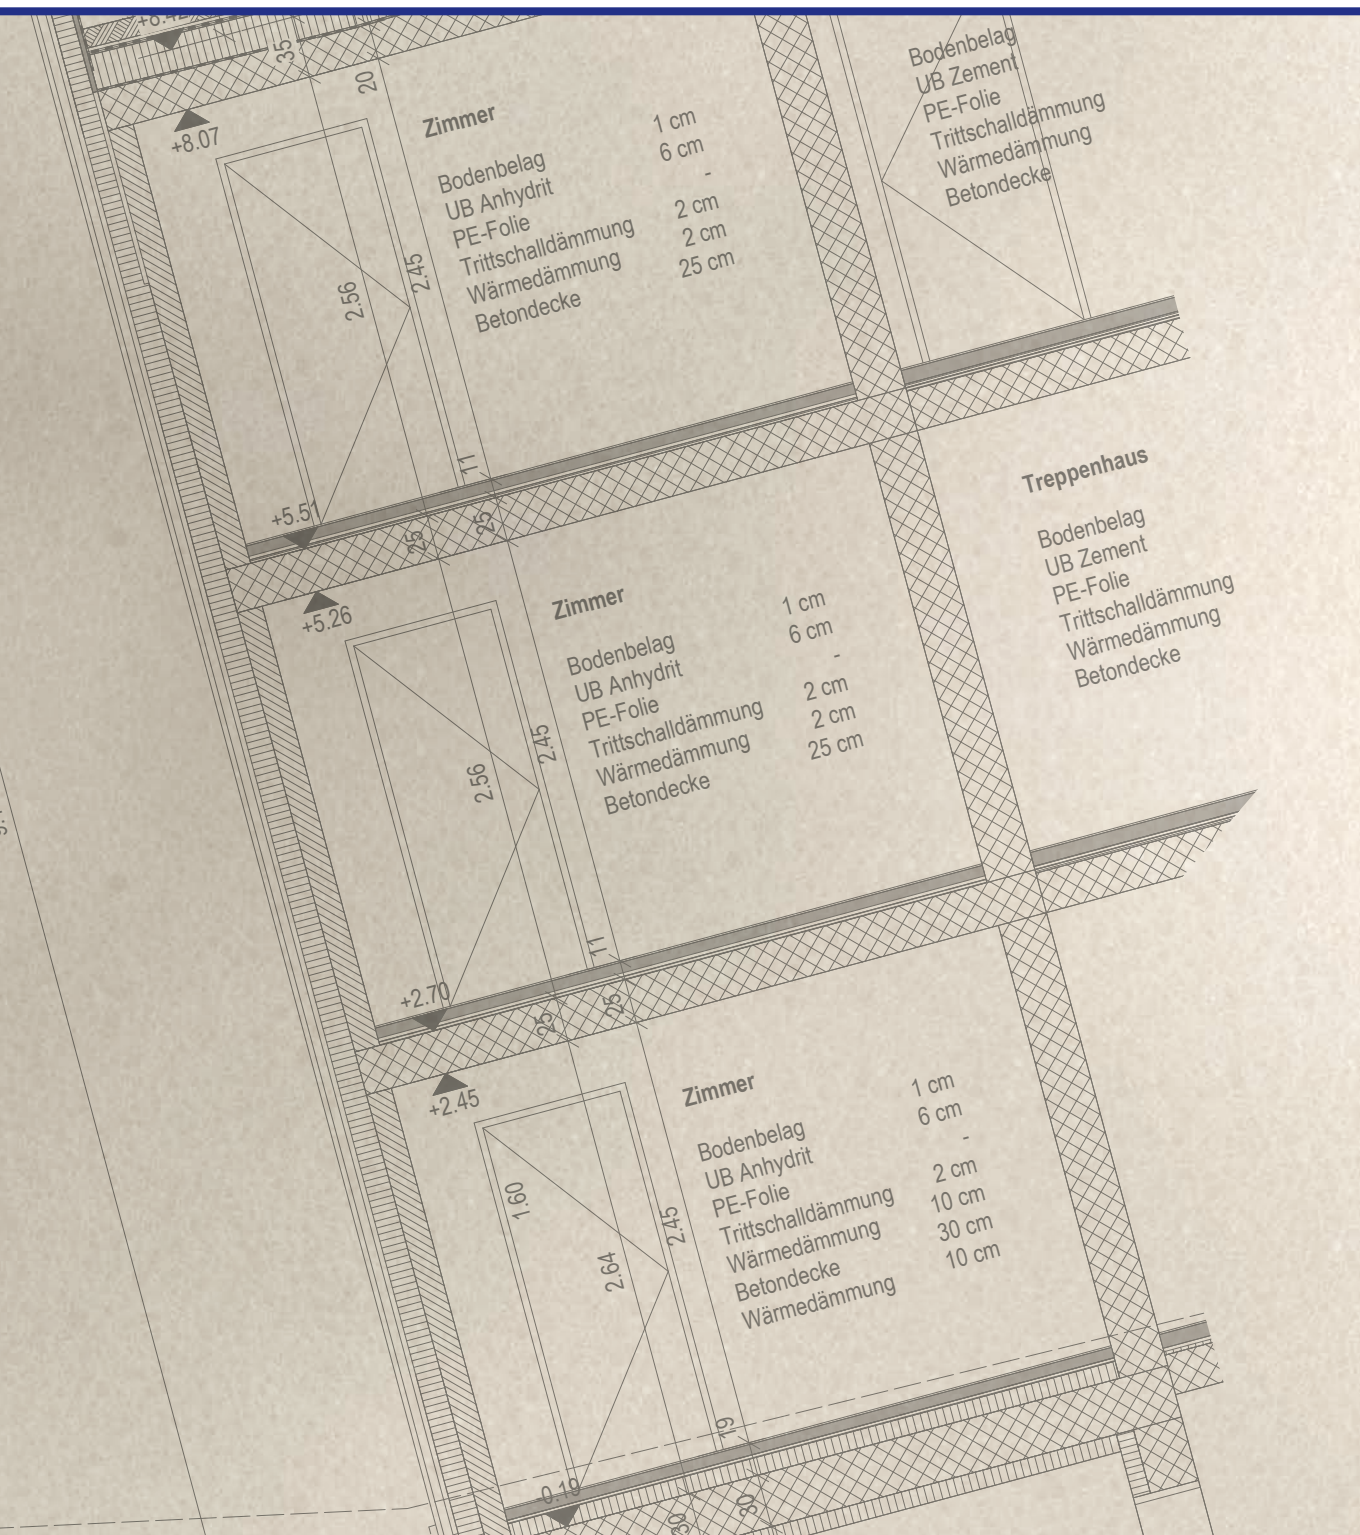 +8.42
35
20
+8.07
Zimmer
Bodenbelag 1 cm
UB Anhydrit 6 cm
PE-Folie -
Trittschalldämmung 2 cm
Wärmedämmung 2 cm
Betondecke 25 cm
Bodenbelag
UB Zement
PE-Folie
Trittschalldämmung
Wärmedämmung
Betondecke
2.56
2.45
11
+5.51
25
25
+5.26
Zimmer
Bodenbelag 1 cm
UB Anhydrit 6 cm
PE-Folie -
Trittschalldämmung 2 cm
Wärmedämmung 2 cm
Betondecke 25 cm
Treppenhaus
Bodenbelag
UB Zement
PE-Folie
Trittschalldämmung
Wärmedämmung
Betondecke
2.56
2.45
11
+2.70
25
25
+2.45
Zimmer
Bodenbelag 1 cm
UB Anhydrit 6 cm
PE-Folie -
Trittschalldämmung 2 cm
Wärmedämmung 10 cm
Betondecke 30 cm
Wärmedämmung 10 cm
1.60
2.64
2.45
19
0.19
30
30